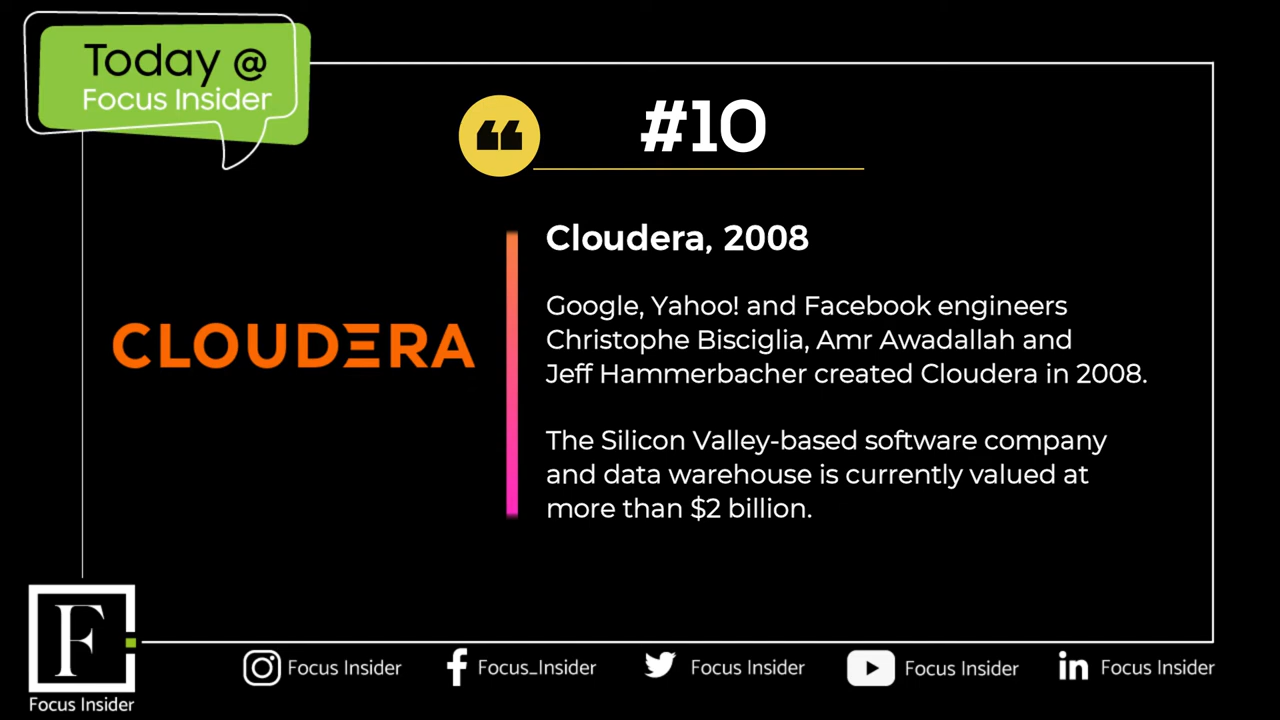 Today @
Focus Insider
#10
Cloudera, 2008
CLOUDERA
Google, Yahoo! and Facebook engineers
Christophe Bisciglia, Amr Awadallah and
Jeff Hammerbacher created Cloudera in 2008.
The Silicon Valley-based software company
and data warehouse is currently valued at
more than $2 billion.
F
Focus Insider
Focus Insider
Focus_Insider
Focus Insider
Focus Insider
in Focus Insider